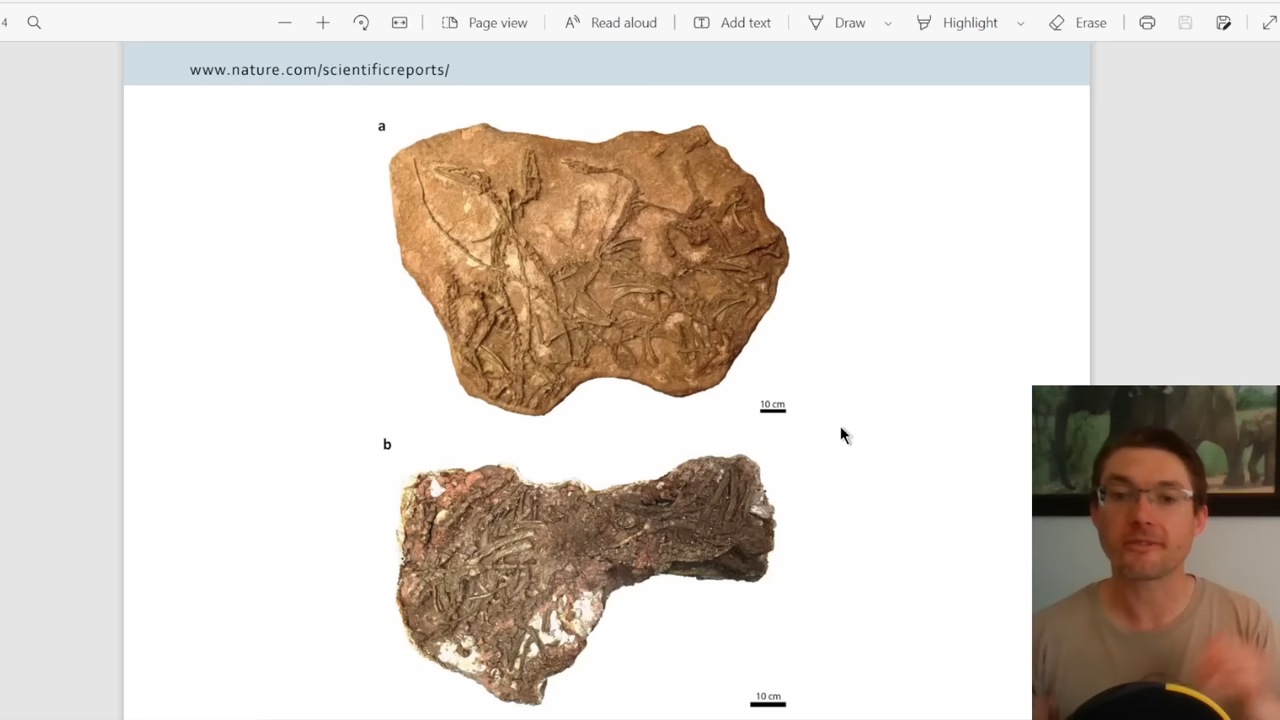 4
Page view
Read aloud
Add text
Draw
Highlight
Erase
www.nature.com/scientificreports/
a
10 cm
b
10 cm